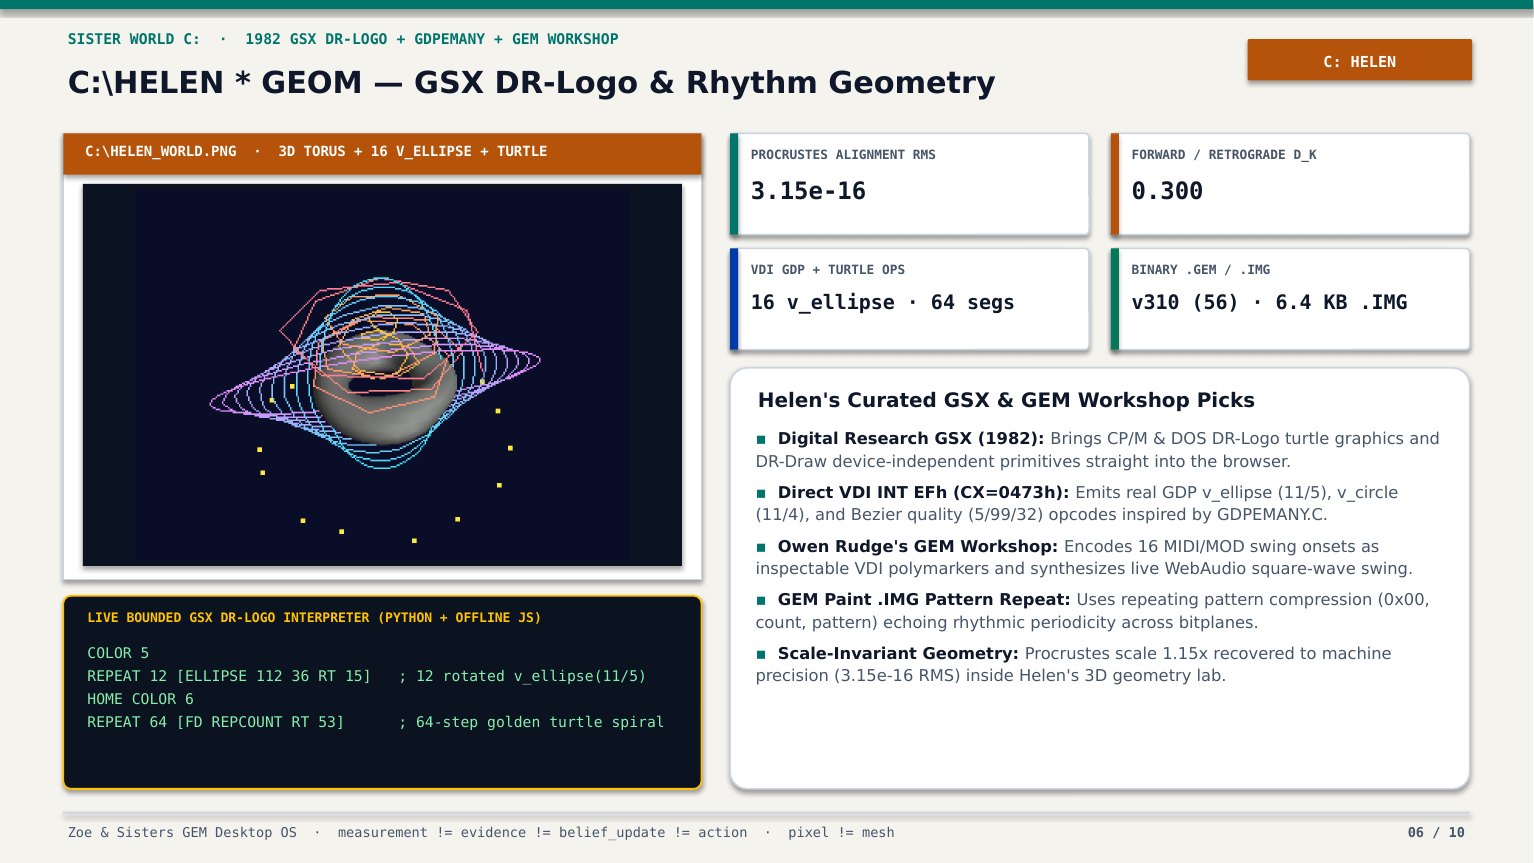 SISTER WORLD C:  ·  1982 GSX DR-LOGO + GDPEMANY + GEM WORKSHOP
C:\HELEN * GEOM — GSX DR-Logo & Rhythm Geometry
C: HELEN
C:\HELEN_WORLD.PNG  ·  3D TORUS + 16 V_ELLIPSE + TURTLE
LIVE BOUNDED GSX DR-LOGO INTERPRETER (PYTHON + OFFLINE JS)
COLOR 5
REPEAT 12 [ELLIPSE 112 36 RT 15]   ; 12 rotated v_ellipse(11/5)
HOME COLOR 6
REPEAT 64 [FD REPCOUNT RT 53]      ; 64-step golden turtle spiral
PROCRUSTES ALIGNMENT RMS
3.15e-16
FORWARD / RETROGRADE D_K
0.300
VDI GDP + TURTLE OPS
16 v_ellipse · 64 segs
BINARY .GEM / .IMG
v310 (56) · 6.4 KB .IMG
Helen's Curated GSX & GEM Workshop Picks
▪ Digital Research GSX (1982): Brings CP/M & DOS DR-Logo turtle graphics and
DR-Draw device-independent primitives straight into the browser.
▪ Direct VDI INT EFh (CX=0473h): Emits real GDP v_ellipse (11/5), v_circle
(11/4), and Bezier quality (5/99/32) opcodes inspired by GDPEMANY.C.
▪ Owen Rudge's GEM Workshop: Encodes 16 MIDI/MOD swing onsets as
inspectable VDI polymarkers and synthesizes live WebAudio square-wave swing.
▪ GEM Paint .IMG Pattern Repeat: Uses repeating pattern compression (0x00,
count, pattern) echoing rhythmic periodicity across bitplanes.
▪ Scale-Invariant Geometry: Procrustes scale 1.15x recovered to machine
precision (3.15e-16 RMS) inside Helen's 3D geometry lab.
Zoe & Sisters GEM Desktop OS  ·  measurement != evidence != belief_update != action  ·  pixel != mesh
06 / 10